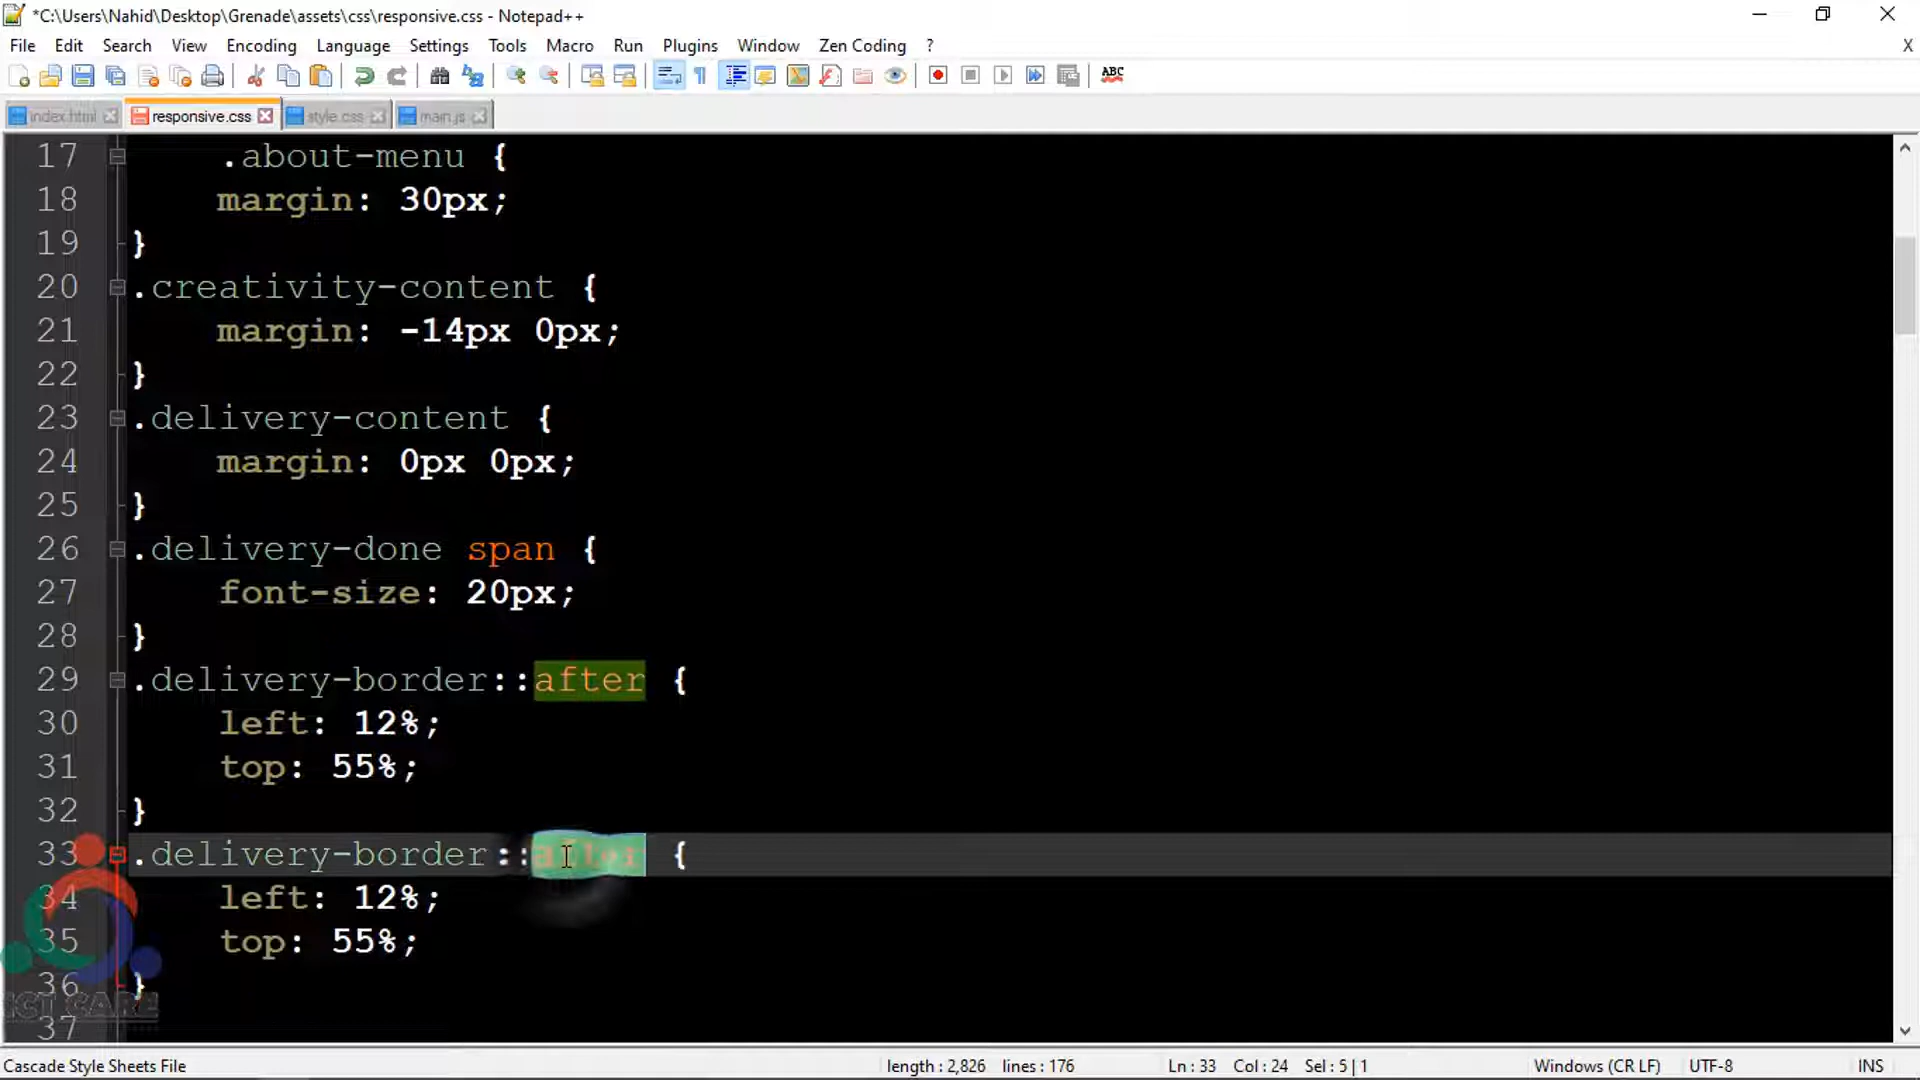 *C:\Users\Nahid\Desktop\Grenade\assets\css\responsive.css - Notepad++
File Edit Search View Encoding Language Settings Tools Macro Run Plugins Window Zen Coding ? X
ABC
index.html responsive.css style.css main.js
17 .about-menu {
18 margin: 30px;
19 }
20 .creativity-content {
21 margin: -14px 0px;
22 }
23 .delivery-content {
24 margin: 0px 0px;
25 }
26 .delivery-done span {
27 font-size: 20px;
28 }
29 .delivery-border::after {
30 left: 12%;
31 top: 55%;
32 }
33 .delivery-border::after {
34 left: 12%;
35 top: 55%;
36 }
ICT CARE
37
Cascade Style Sheets File length : 2,826 lines : 176 Ln : 33 Col : 24 Sel : 5 | 1 Windows (CR LF) UTF-8 INS